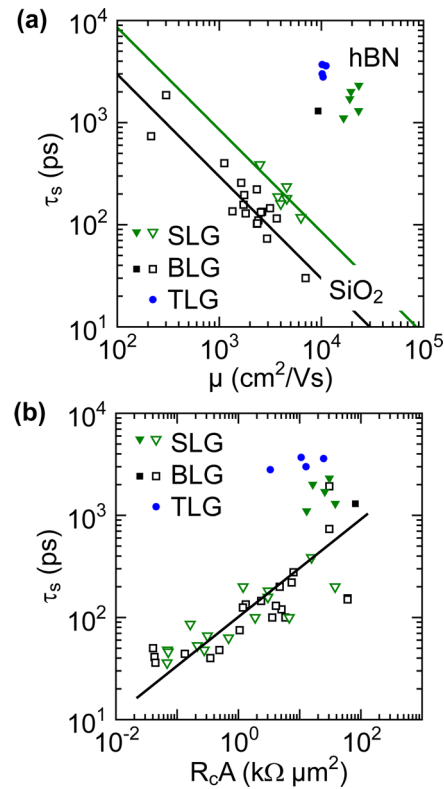 (a)
10^4
hBN
10^3
τs (ps)
10^2
SLG
BLG
TLG
SiO2
10^1
10^2 10^3 10^4 10^5
μ (cm²/Vs)
(b)
10^4
SLG
BLG
TLG
10^3
τs (ps)
10^2
10^1
10^-2 10^0 10^2
RcA (kΩ μm²)